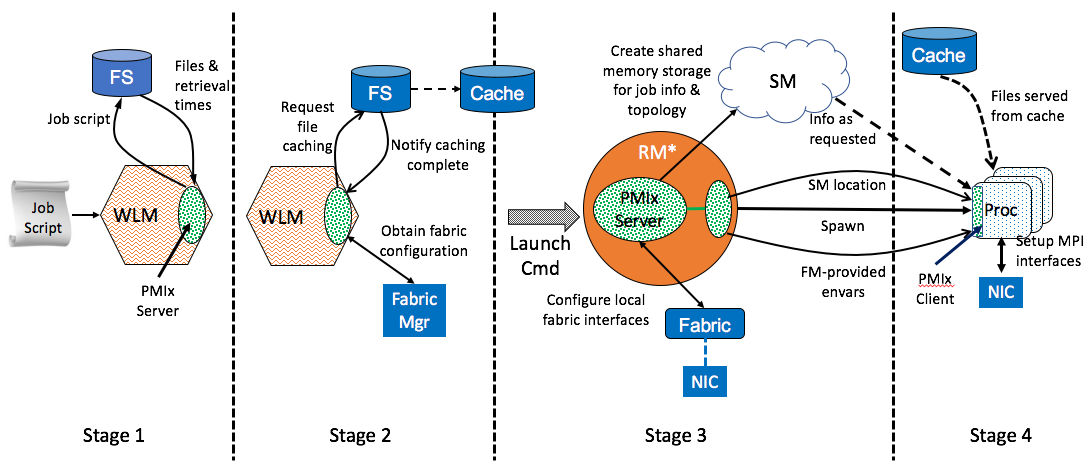 FS
Files &
retrieval
times
Job script
Job
Script
WLM
PMIx
Server
Stage 1
FS
Cache
Request
file
caching
Notify caching
complete
WLM
Obtain fabric
configuration
Fabric
Mgr
Stage 2
Create shared
memory storage
for job info &
topology
SM
Info as
requested
RM*
PMIx
Server
Launch
Cmd
SM location
Spawn
FM-provided
envars
Configure local
fabric interfaces
Fabric
NIC
Stage 3
Cache
Files served
from cache
Proc
Setup MPI
interfaces
PMIx
Client
NIC
Stage 4